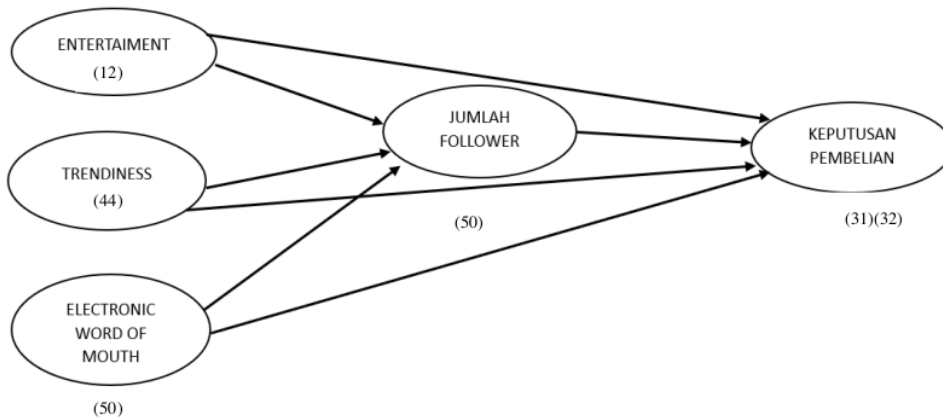 ENTERTAIMENT
(12)
JUMLAH
FOLLOWER
KEPUTUSAN
PEMBELIAN
TRENDINESS
(44)
(50)
(31)(32)
ELECTRONIC
WORD OF
MOUTH
(50)